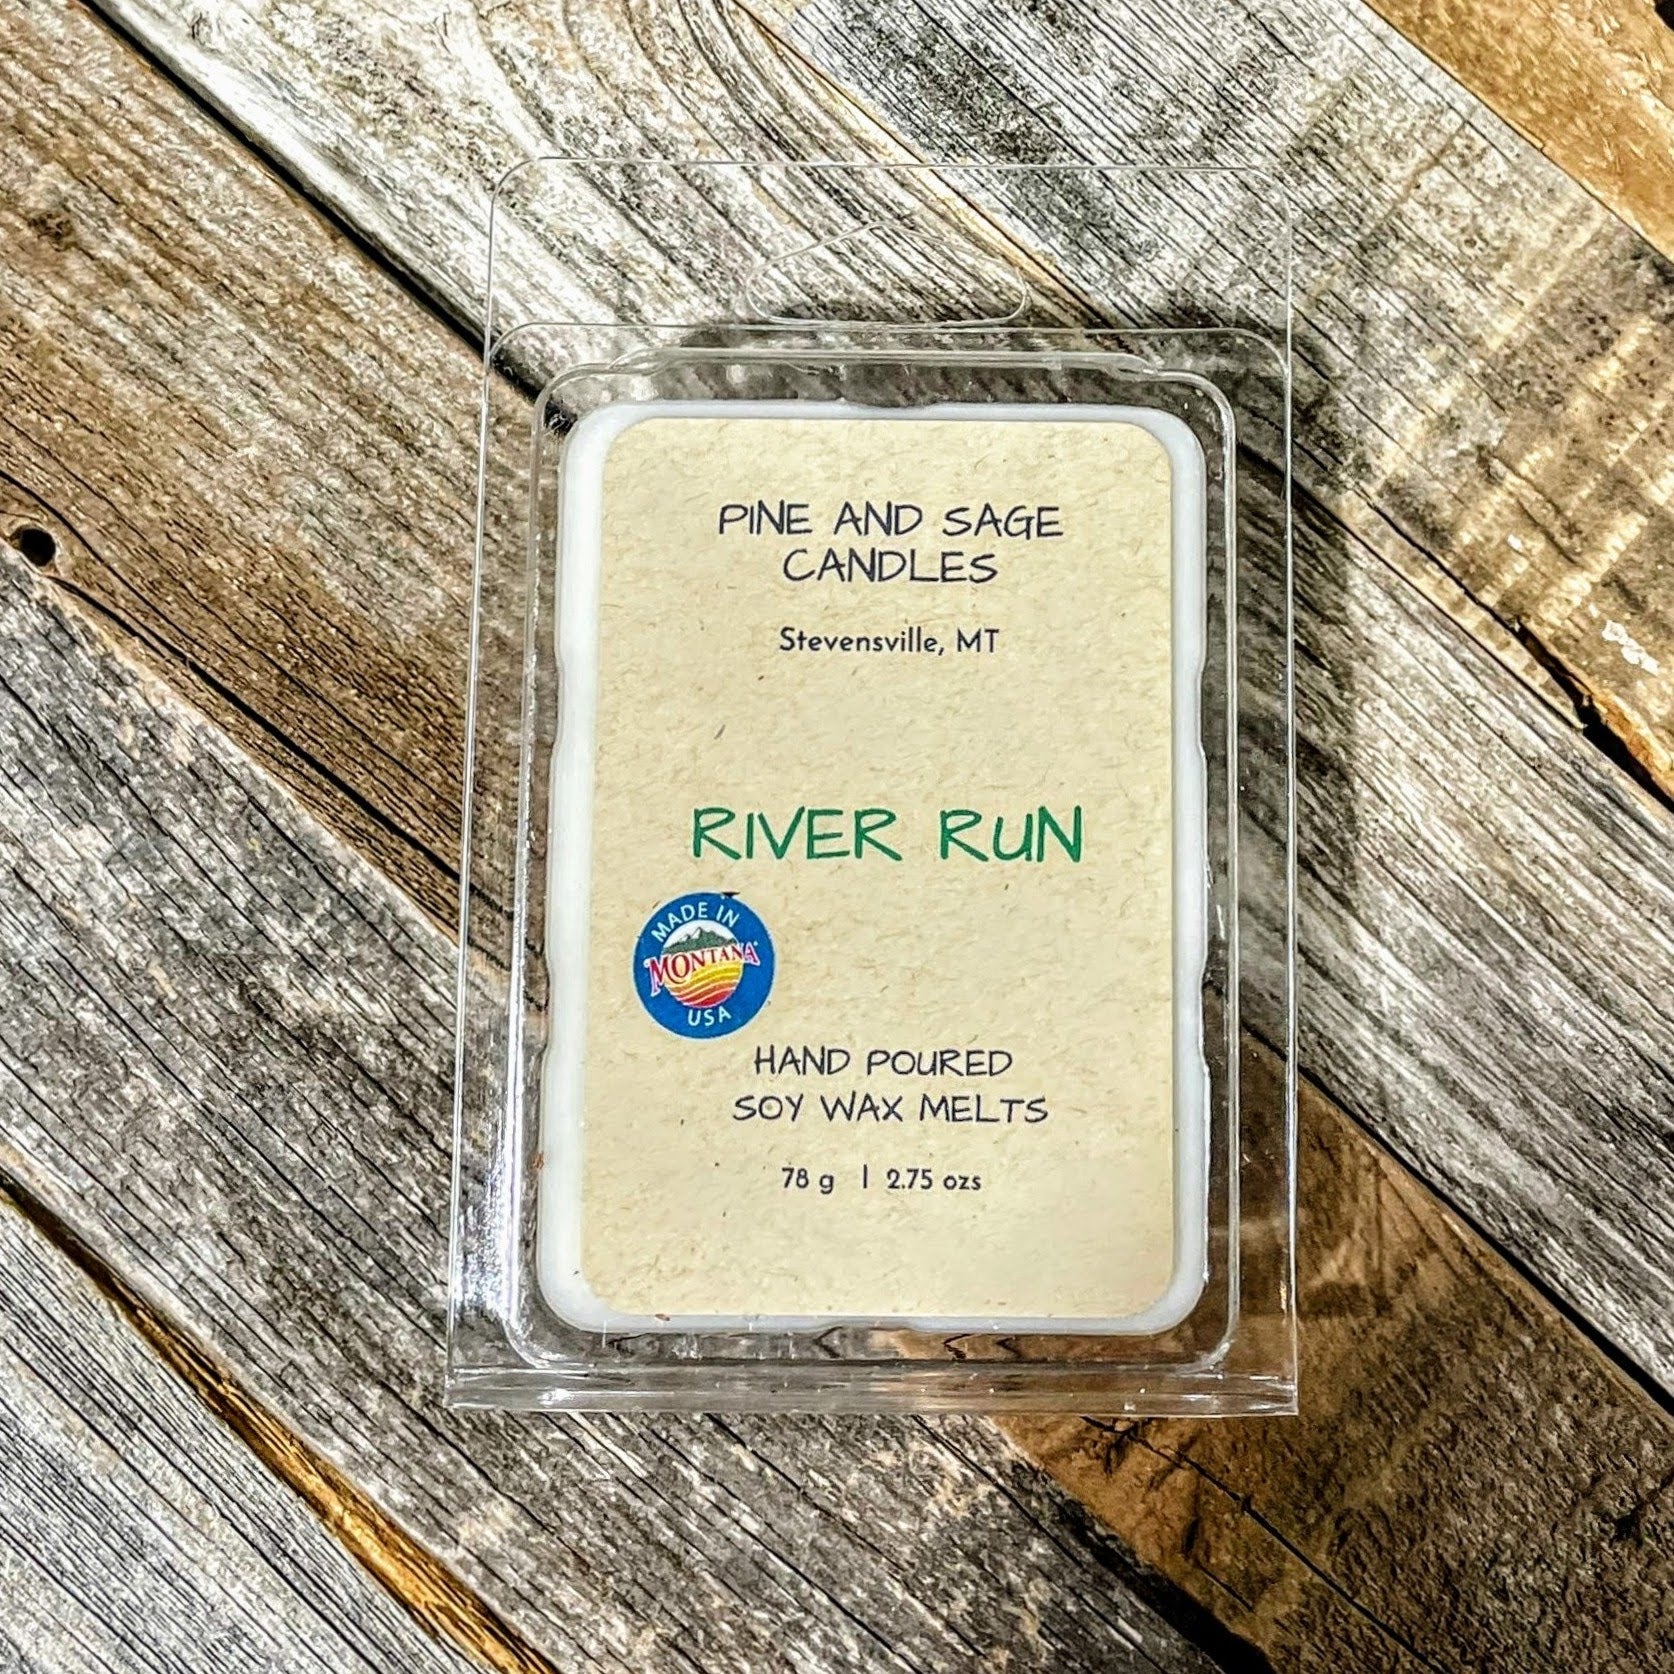 PINE AND SAGE
CANDLES
Stevensville, MT
RIVER RUN
MADE IN
MONTANA
USA
HAND POURED
SOY WAX MELTS
78 g | 2.75 ozs